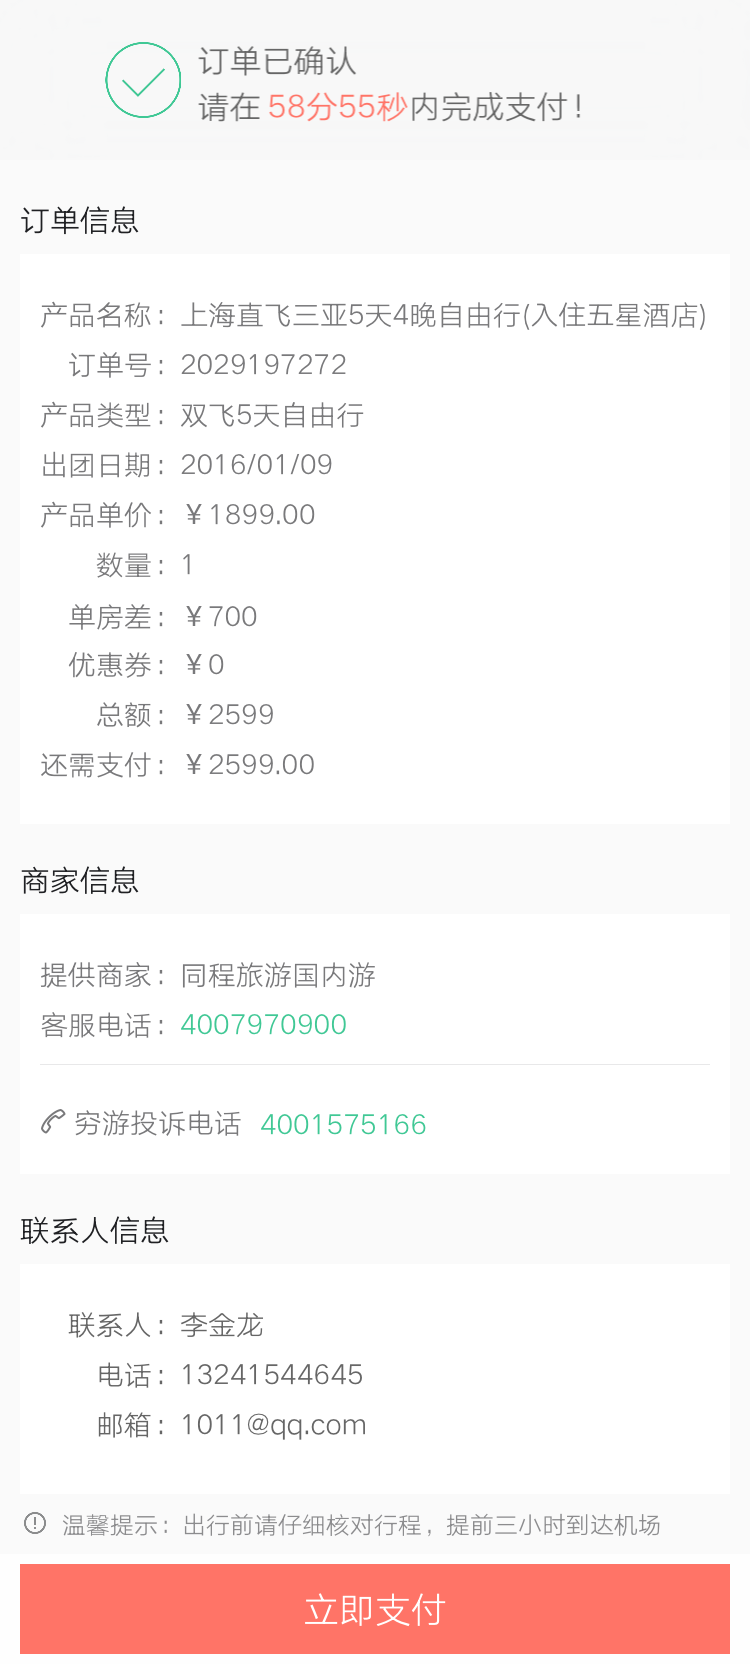 订单已确认
请在 58分55秒内完成支付！
订单信息
产品名称：上海直飞三亚5天4晚自由行(入住五星酒店)
订单号：2029197272
产品类型：双飞5天自由行
出团日期：2016/01/09
产品单价：￥1899.00
数量：1
单房差：￥700
优惠券：￥0
总额：￥2599
还需支付：￥2599.00
商家信息
提供商家：同程旅游国内游
客服电话：4007970900
穷游投诉电话 4001575166
联系人信息
联系人：李金龙
电话：13241544645
邮箱：1011@qq.com
温馨提示：出行前请仔细核对行程，提前三小时到达机场
立即支付